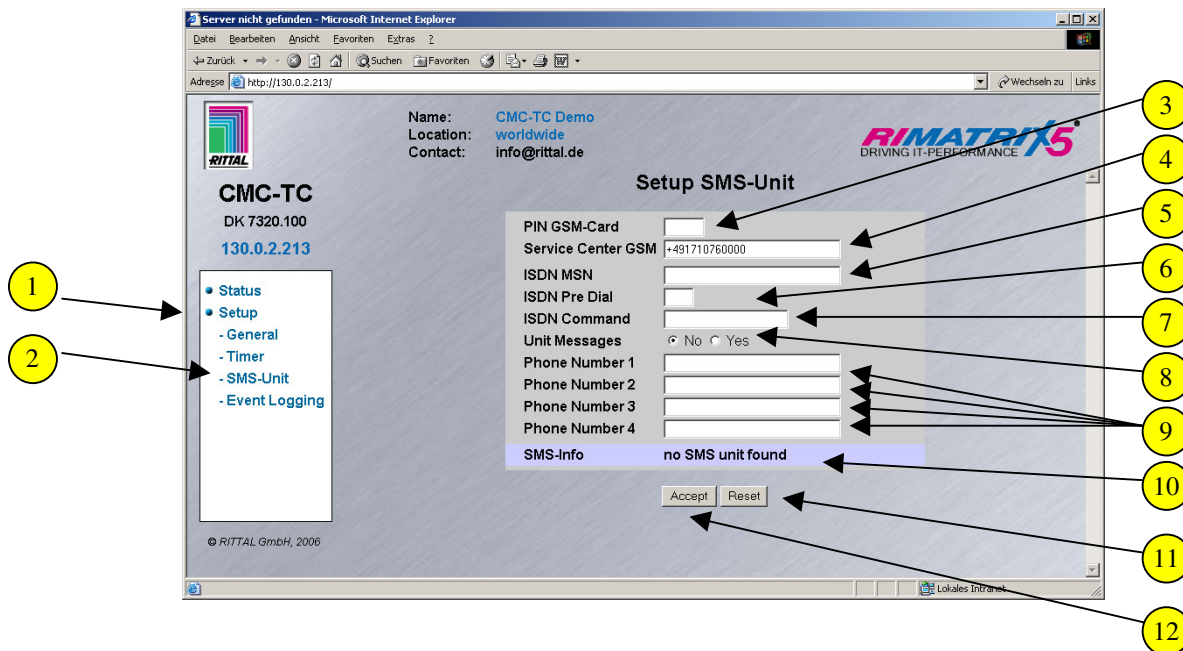 Server nicht gefunden - Microsoft Internet Explorer
Datei Bearbeiten Ansicht Favoriten Extras ?
Zurück Suchen Favoriten
Adresse http://130.0.2.213/ Wechseln zu Links
RITTAL
Name: CMC-TC Demo
Location: worldwide
Contact: info@rittal.de
RIMATRIX5
DRIVING IT-PERFORMANCE
CMC-TC
DK 7320.100
130.0.2.213
Status
Setup
- General
- Timer
- SMS-Unit
- Event Logging
© RITTAL GmbH, 2006
Setup SMS-Unit
PIN GSM-Card
Service Center GSM +491710760000
ISDN MSN
ISDN Pre Dial
ISDN Command
Unit Messages No Yes
Phone Number 1
Phone Number 2
Phone Number 3
Phone Number 4
SMS-Info no SMS unit found
Accept Reset
Lokales Intranet
1
2
3
4
5
6
7
8
9
10
11
12